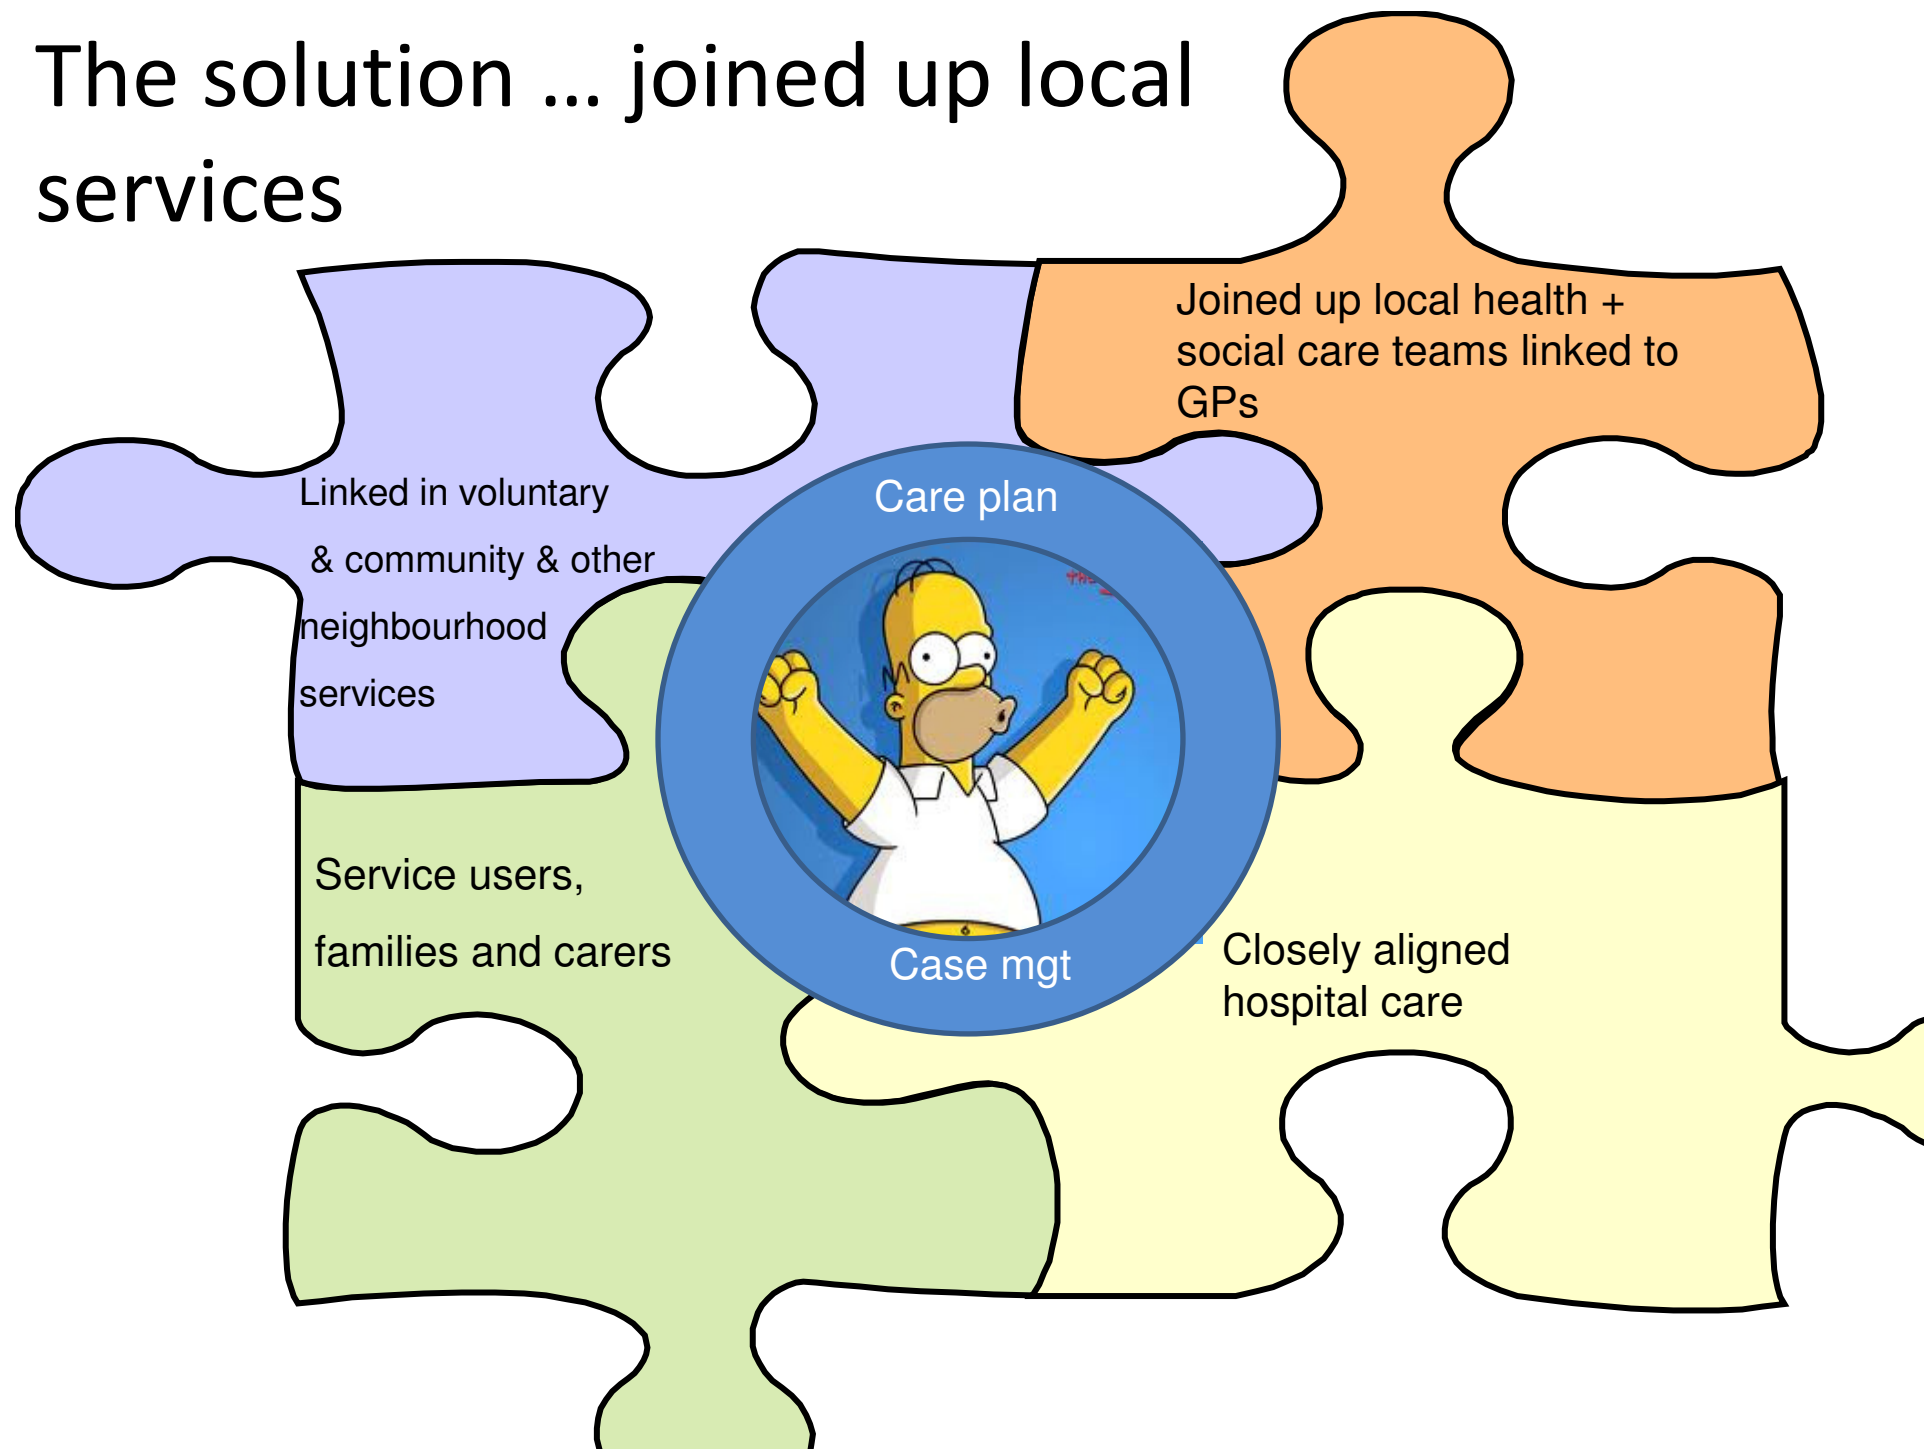 The solution ... joined up local
services
Joined up local health +
social care teams linked to
GPs
Linked in voluntary
& community & other
neighbourhood
services
Care plan
Service users,
families and carers
Case mgt
Closely aligned
hospital care